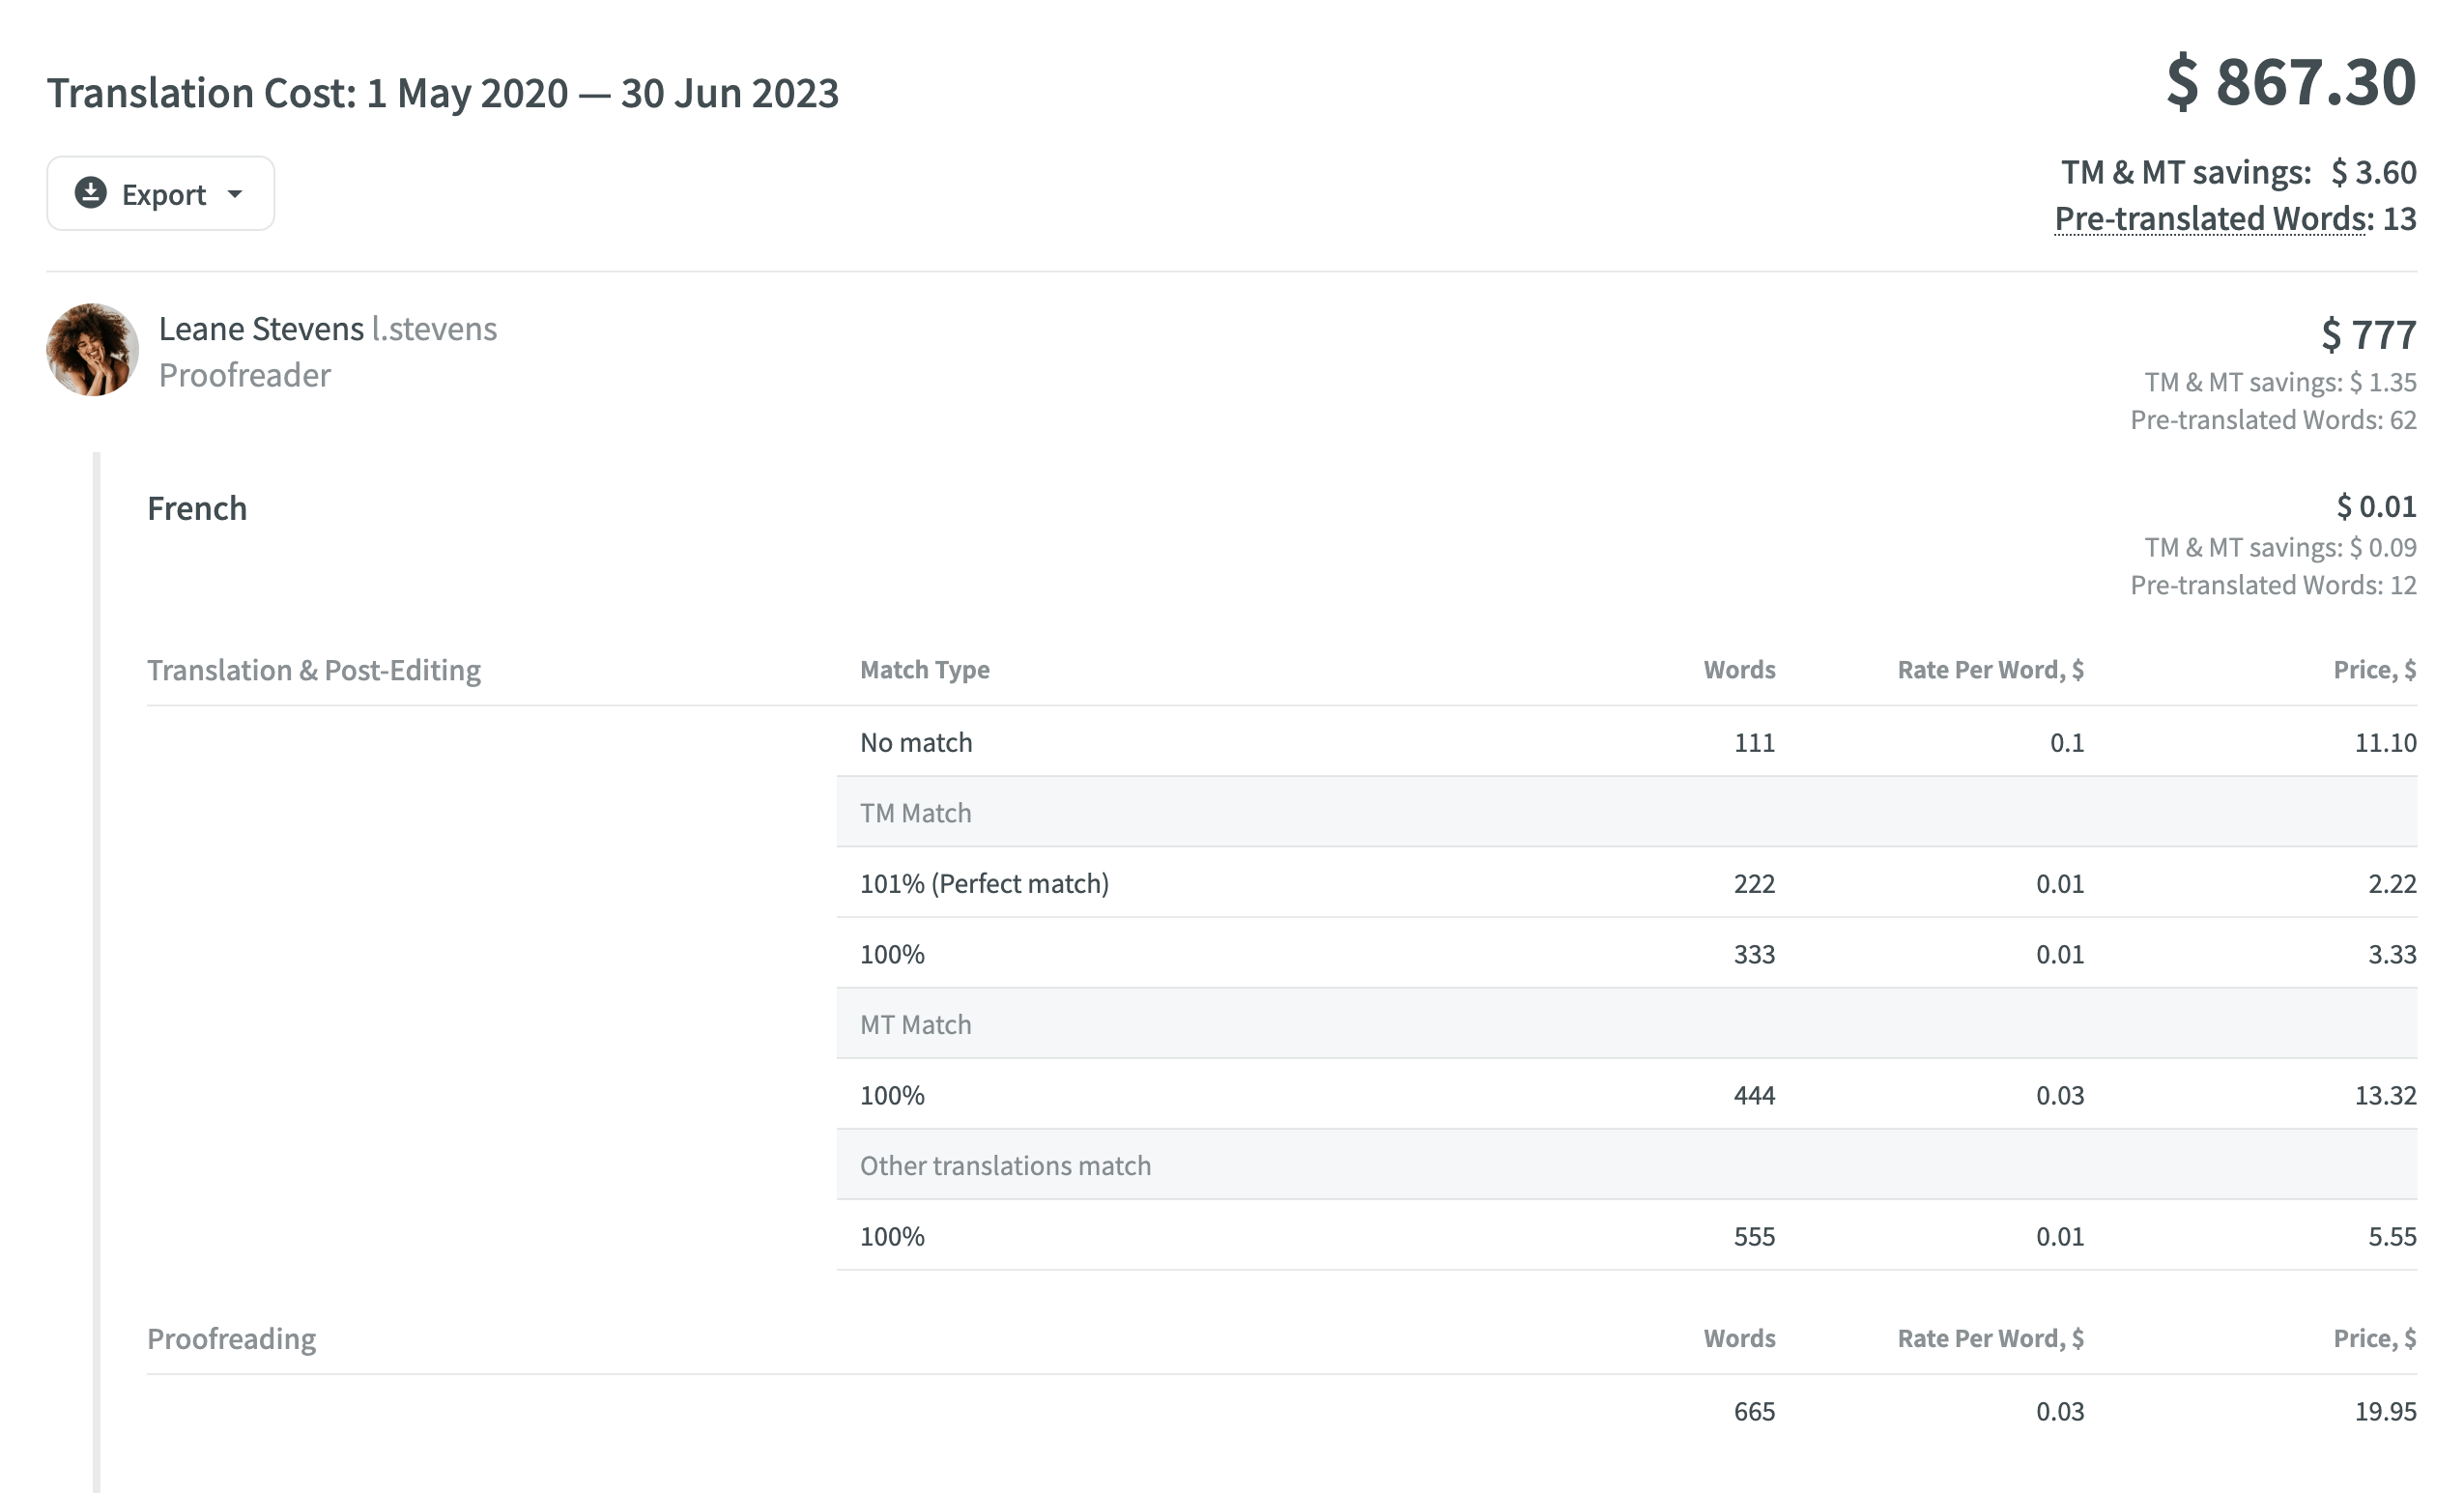 Translation Cost: 1 May 2020 — 30 Jun 2023
$ 867.30
Export
TM & MT savings: $ 3.60
Pre-translated Words: 13
Leane Stevens l.stevens
Proofreader
$ 777
TM & MT savings: $ 1.35
Pre-translated Words: 62
French
$ 0.01
TM & MT savings: $ 0.09
Pre-translated Words: 12
Translation & Post-Editing Match Type Words Rate Per Word, $ Price, $
No match 111 0.1 11.10
TM Match
101% (Perfect match) 222 0.01 2.22
100% 333 0.01 3.33
MT Match
100% 444 0.03 13.32
Other translations match
100% 555 0.01 5.55
Proofreading Words Rate Per Word, $ Price, $
665 0.03 19.95